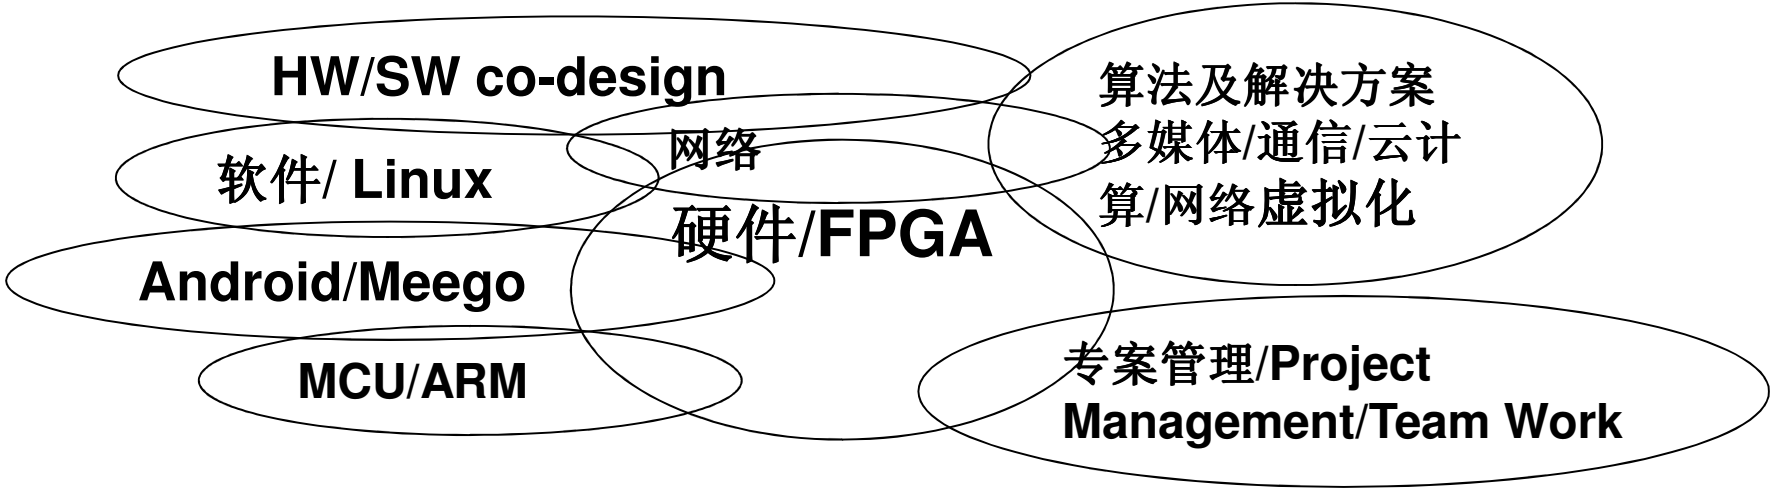 HW/SW co-design
网络
软件/ Linux
硬件/FPGA
Android/Meego
MCU/ARM
算法及解决方案
多媒体/通信/云计
算/网络虚拟化
专案管理/Project
Management/Team Work